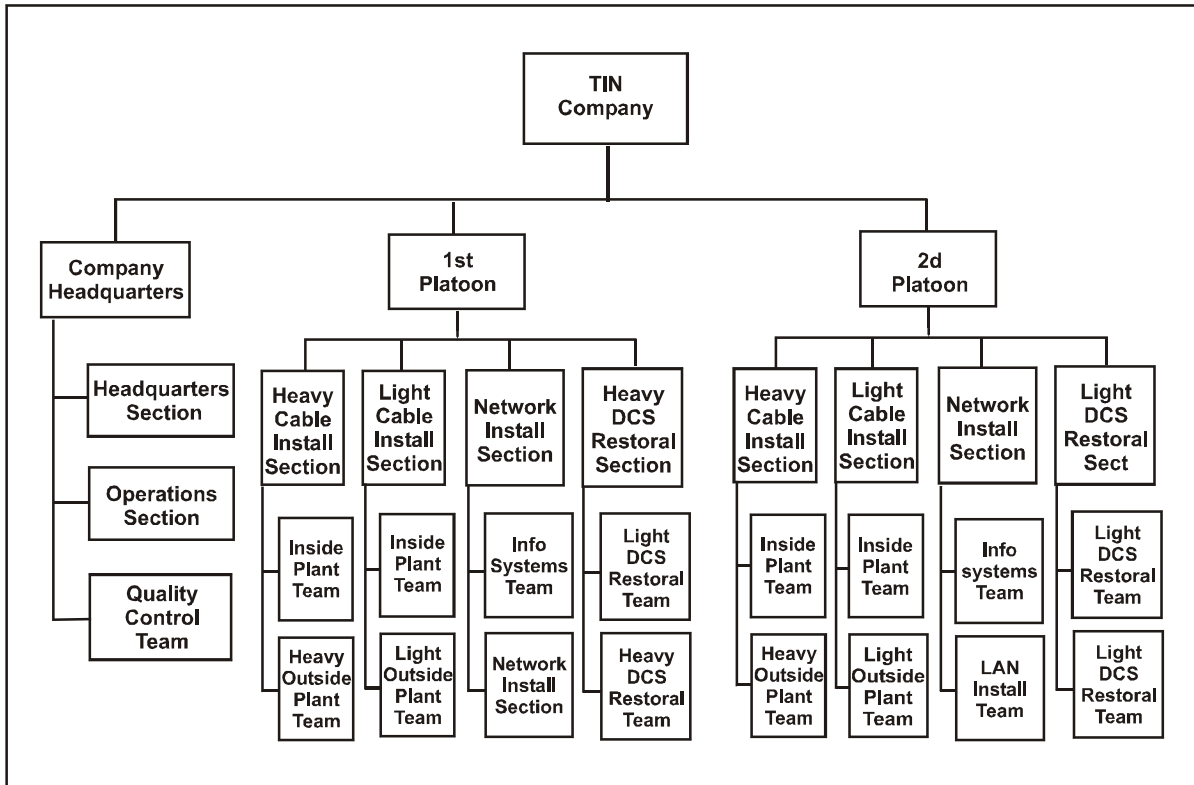 TIN
Company
Company
Headquarters
1st
Platoon
2d
Platoon
Headquarters
Section
Operations
Section
Quality
Control
Team
Heavy
Cable
Install
Section
Light
Cable
Install
Section
Network
Install
Section
Heavy
DCS
Restoral
Section
Inside
Plant
Team
Inside
Plant
Team
Info
Systems
Team
Light
DCS
Restoral
Team
Heavy
Outside
Plant
Team
Light
Outside
Plant
Team
Network
Install
Section
Heavy
DCS
Restoral
Team
Heavy
Cable
Install
Section
Light
Cable
Install
Section
Network
Install
Section
Light
DCS
Restoral
Sect
Inside
Plant
Team
Inside
Plant
Team
Info
systems
Team
Light
DCS
Restoral
Team
Heavy
Outside
Plant
Team
Light
Outside
Plant
Team
LAN
Install
Team
Light
DCS
Restoral
Team